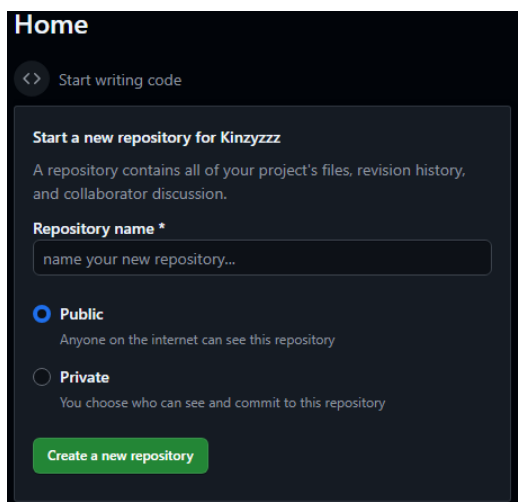 Home
<> Start writing code
Start a new repository for Kinzyzzz
A repository contains all of your project's files, revision history,
and collaborator discussion.
Repository name *
name your new repository...
Public
Anyone on the internet can see this repository
Private
You choose who can see and commit to this repository
Create a new repository